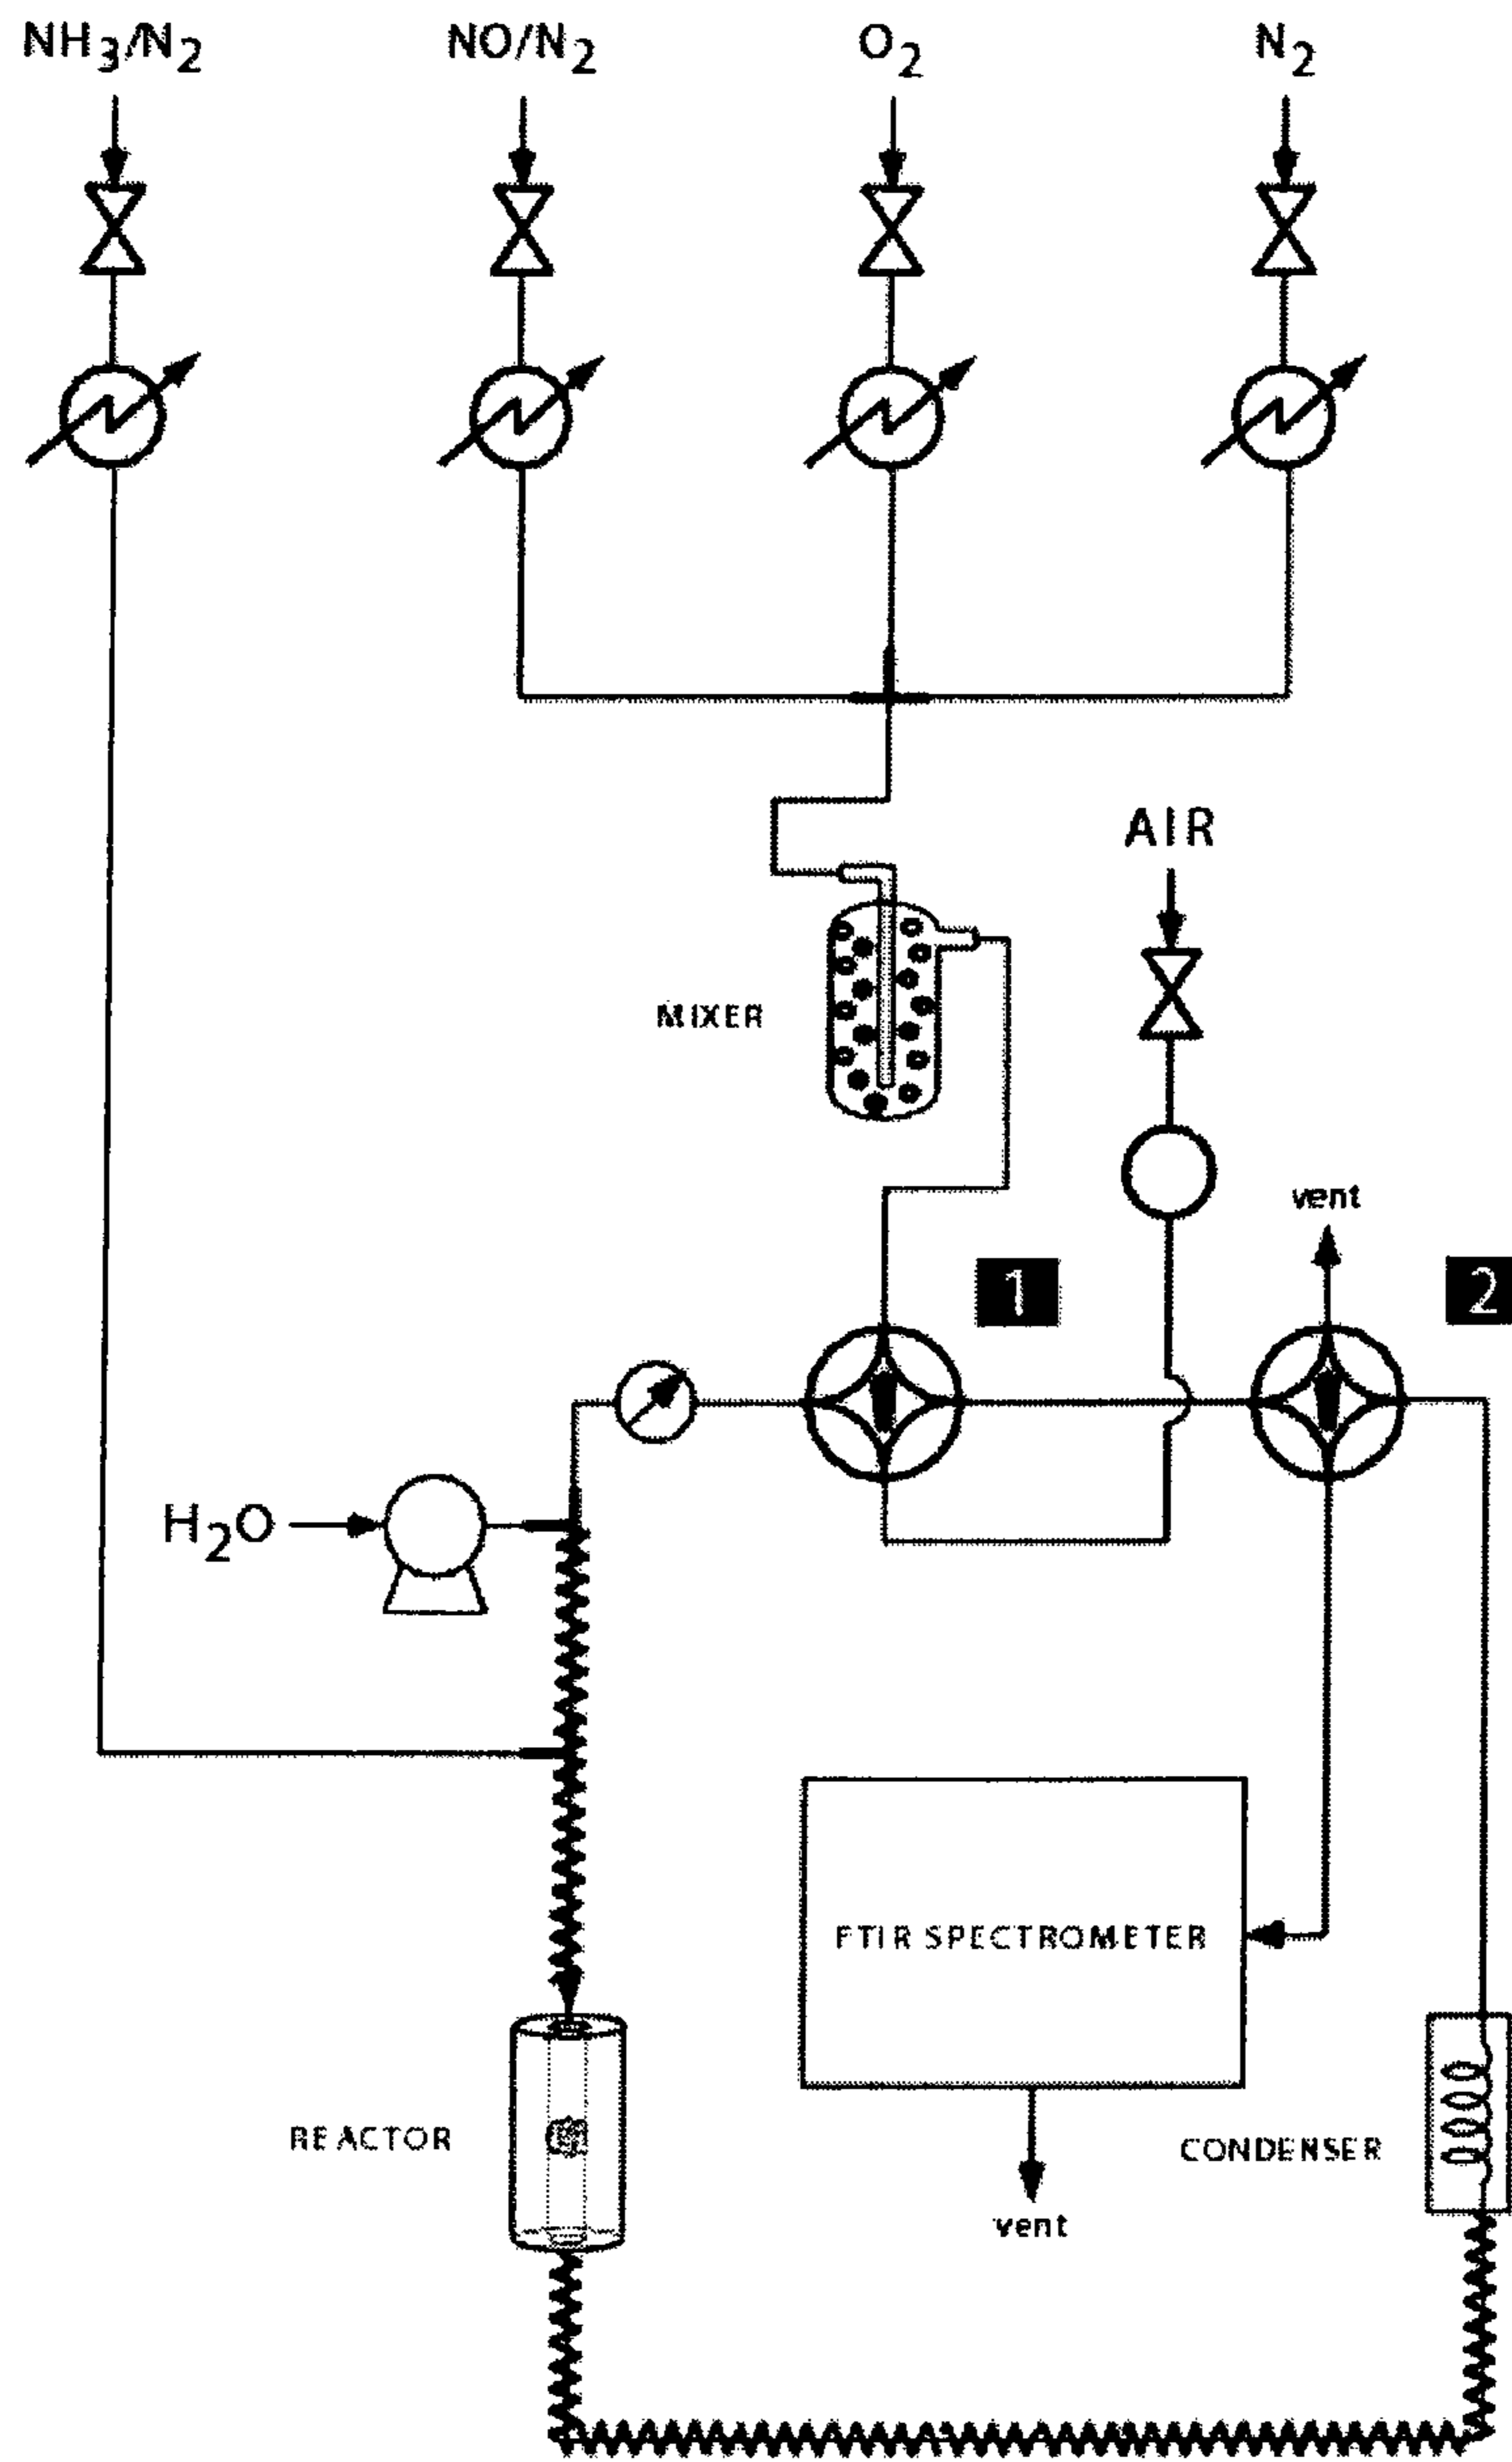 NH₃/N₂
NO/N₂
O₂
N₂
AIR
MIXER
vent
1
2
H₂O
FTIR SPECTROMETER
REACTOR
CONDENSER
vent